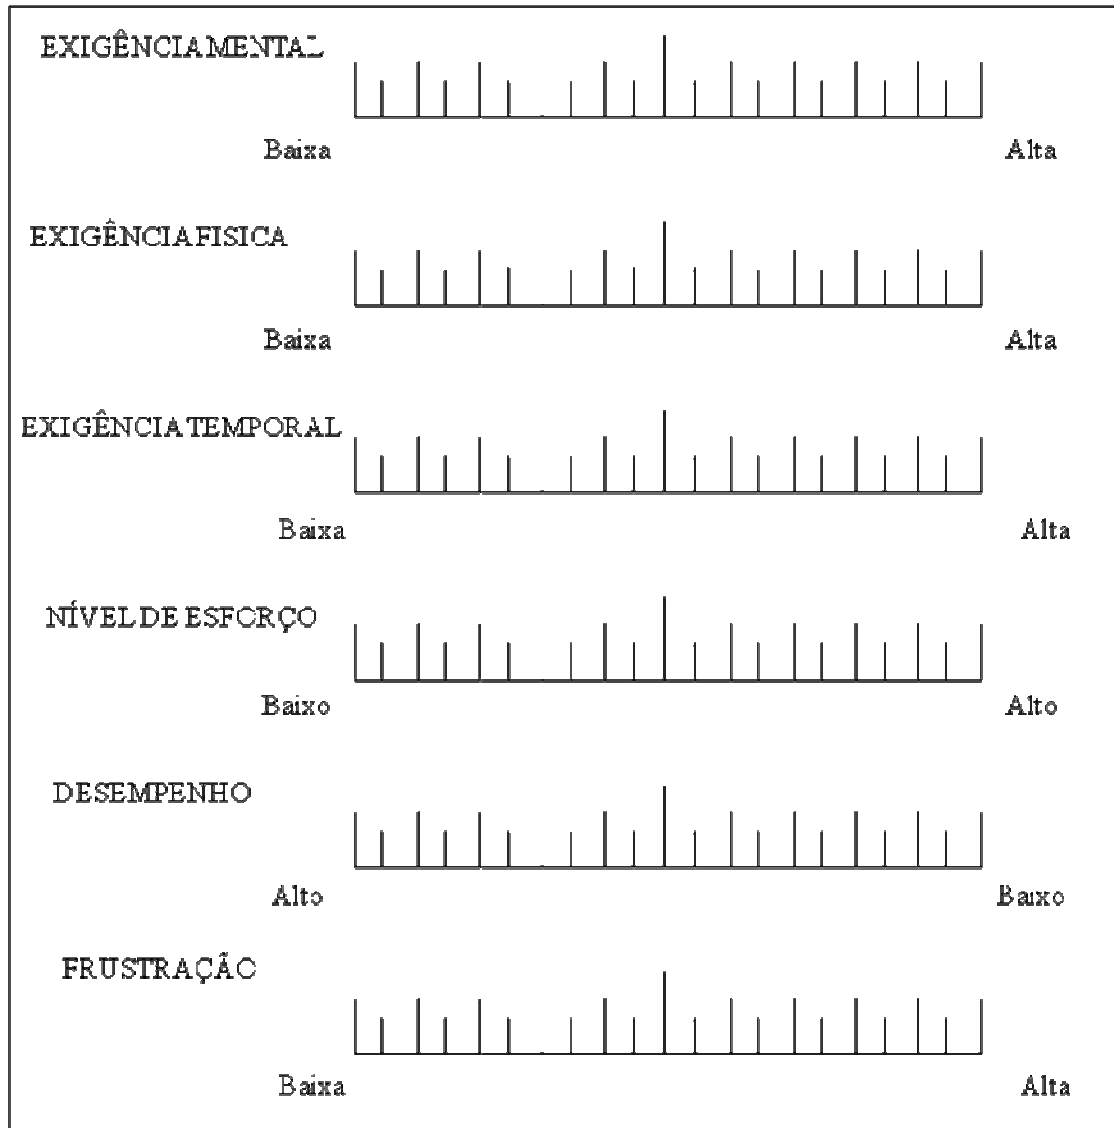 EXIGÊNCIA MENTAL
Baixa Alta
EXIGÊNCIA FISICA
Baixa Alta
EXIGÊNCIA TEMPORAL
Baixa Alta
NÍVEL DE ESFORÇO
Baixo Alto
DESEMPENHO
Alto Baixo
FRUSTRAÇÃO
Baixa Alta